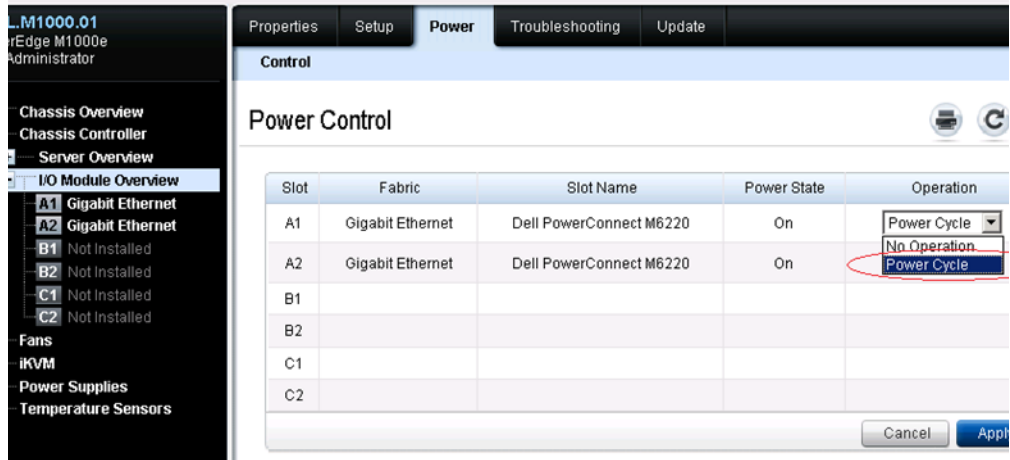 L.M1000.01
rEdge M1000e
Administrator
Chassis Overview
Chassis Controller
Server Overview
I/O Module Overview
A1 Gigabit Ethernet
A2 Gigabit Ethernet
B1 Not Installed
B2 Not Installed
C1 Not Installed
C2 Not Installed
Fans
iKVM
Power Supplies
Temperature Sensors
Properties Setup Power Troubleshooting Update
Control
Power Control
Slot Fabric Slot Name Power State Operation
A1 Gigabit Ethernet Dell PowerConnect M6220 On Power Cycle
No Operation
Power Cycle
A2 Gigabit Ethernet Dell PowerConnect M6220 On
B1
B2
C1
C2
Cancel Apply